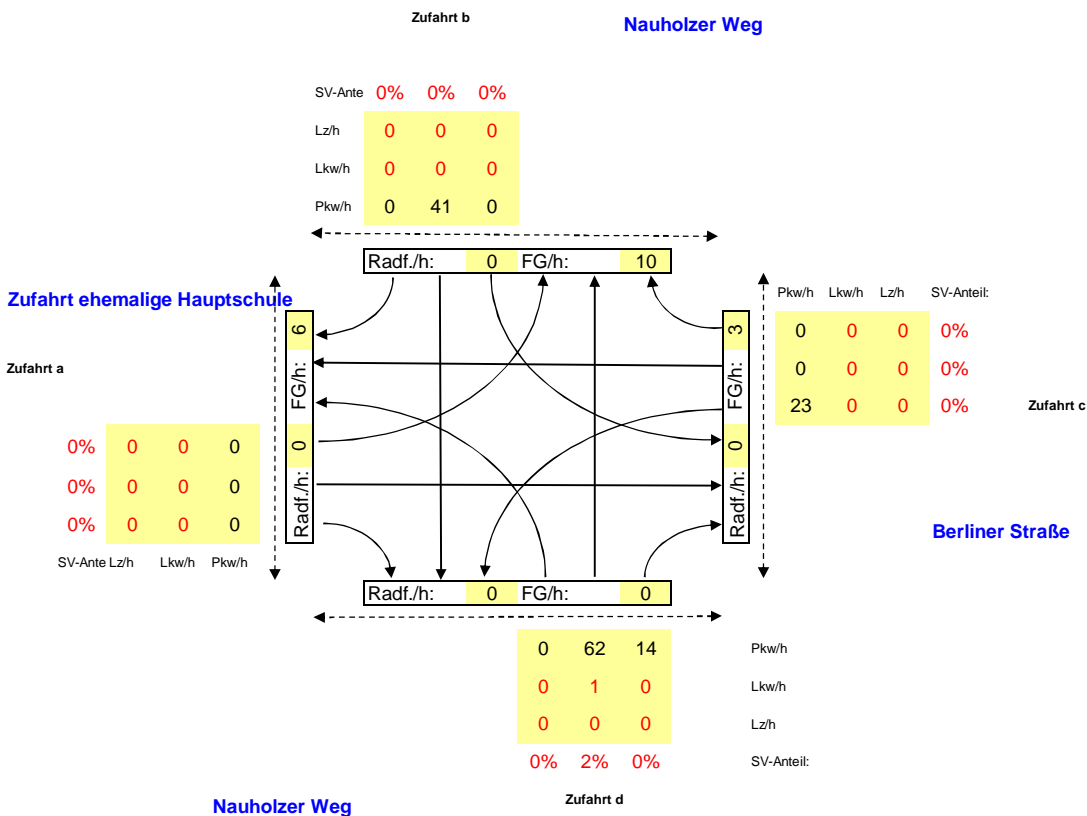 Zufahrt b
Nauholzer Weg
SV-Ante 0% 0% 0%
Lz/h 0 0 0
Lkw/h 0 0 0
Pkw/h 0 41 0
Radf./h: 0 FG/h: 10
Zufahrt ehemalige Hauptschule
Zufahrt a
Radf./h: 0 FG/h: 6
0% 0 0 0
0% 0 0 0
0% 0 0 0
SV-Ante Lz/h Lkw/h Pkw/h
Radf./h: 0 FG/h: 3
Pkw/h Lkw/h Lz/h SV-Anteil:
0 0 0 0%
0 0 0 0%
23 0 0 0%
Zufahrt c
Berliner Straße
Radf./h: 0 FG/h: 0
0 62 14 Pkw/h
0 1 0 Lkw/h
0 0 0 Lz/h
0% 2% 0% SV-Anteil:
Zufahrt d
Nauholzer Weg